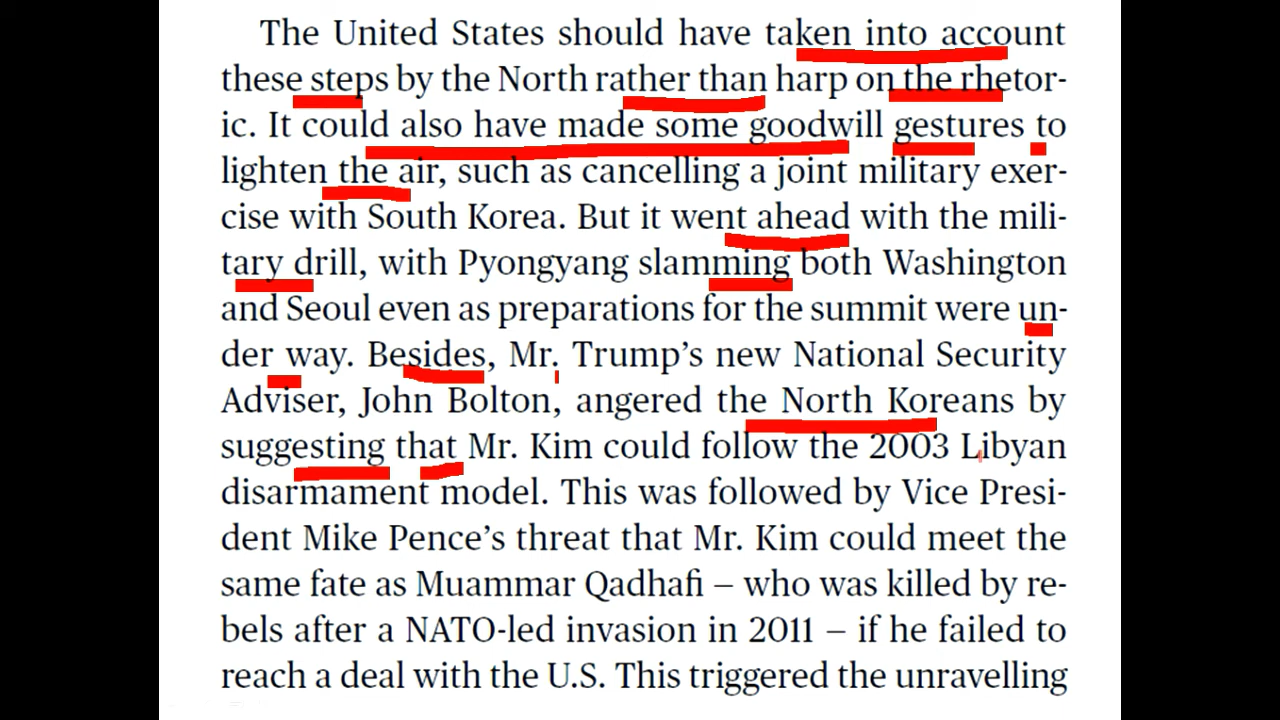 The United States should have taken into account
these steps by the North rather than harp on the rhetor-
ic. It could also have made some goodwill gestures to
lighten the air, such as cancelling a joint military exer-
cise with South Korea. But it went ahead with the mili-
tary drill, with Pyongyang slamming both Washington
and Seoul even as preparations for the summit were un-
der way. Besides, Mr. Trump’s new National Security
Adviser, John Bolton, angered the North Koreans by
suggesting that Mr. Kim could follow the 2003 Libyan
disarmament model. This was followed by Vice Presi-
dent Mike Pence’s threat that Mr. Kim could meet the
same fate as Muammar Qadhafi – who was killed by re-
bels after a NATO-led invasion in 2011 – if he failed to
reach a deal with the U.S. This triggered the unravelling